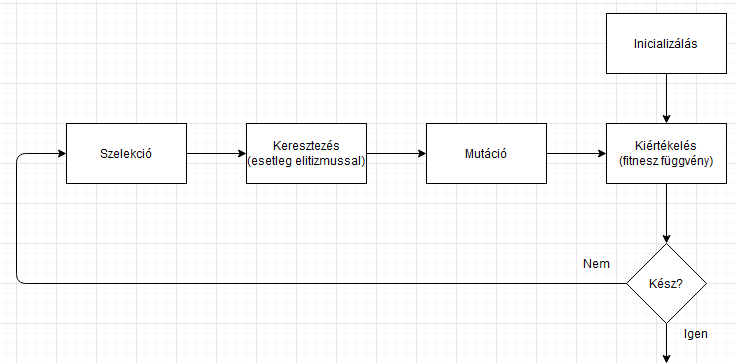 Inicializálás
Szelekció
Keresztezés
(esetleg elitizmussal)
Mutáció
Kiértékelés
(fitnesz függvény)
Nem
Kész?
Igen